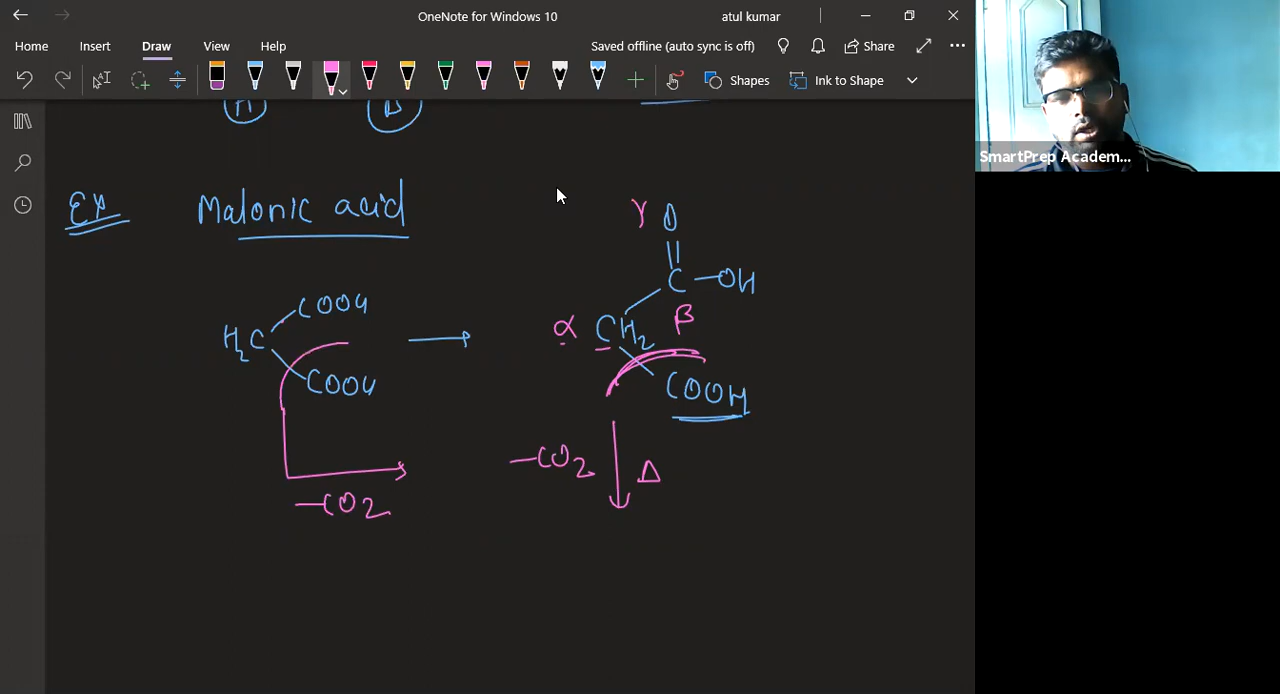 OneNote for Windows 10
atul kumar
Home Insert Draw View Help
Saved offline (auto sync is off)
Share
Shapes
Ink to Shape
SmartPrep Academ...
A B
Ex Malonic acid
γ O
C-OH
COOH
H2C
α CH2 β
COOH
COOH
-CO2 Δ
-CO2